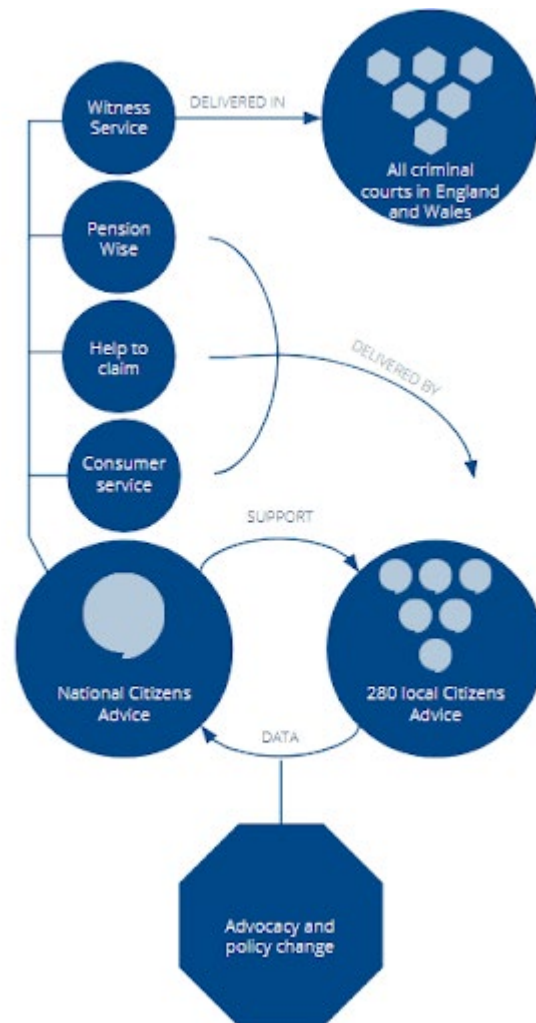 Witness
Service
DELIVERED IN
All criminal
courts in England
and Wales
Pension
Wise
Help to
claim
DELIVERED BY
Consumer
service
SUPPORT
National Citizens
Advice
280 local Citizens
Advice
DATA
Advocacy and
policy change